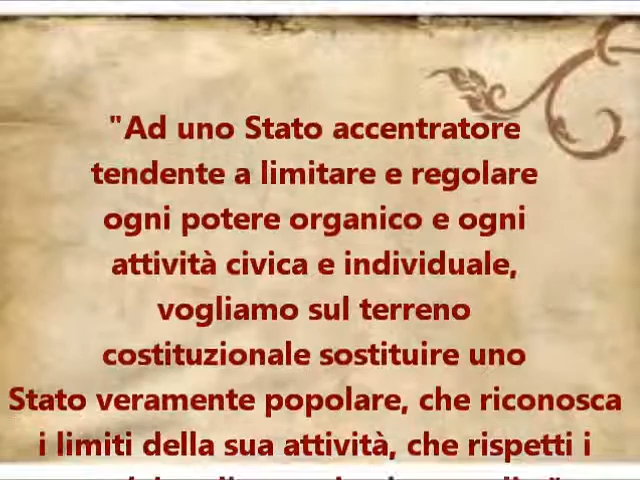 "Ad uno Stato accentratore
tendente a limitare e regolare
ogni potere organico e ogni
attività civica e individuale,
vogliamo sul terreno
costituzionale sostituire uno
Stato veramente popolare, che riconosca
i limiti della sua attività, che rispetti i